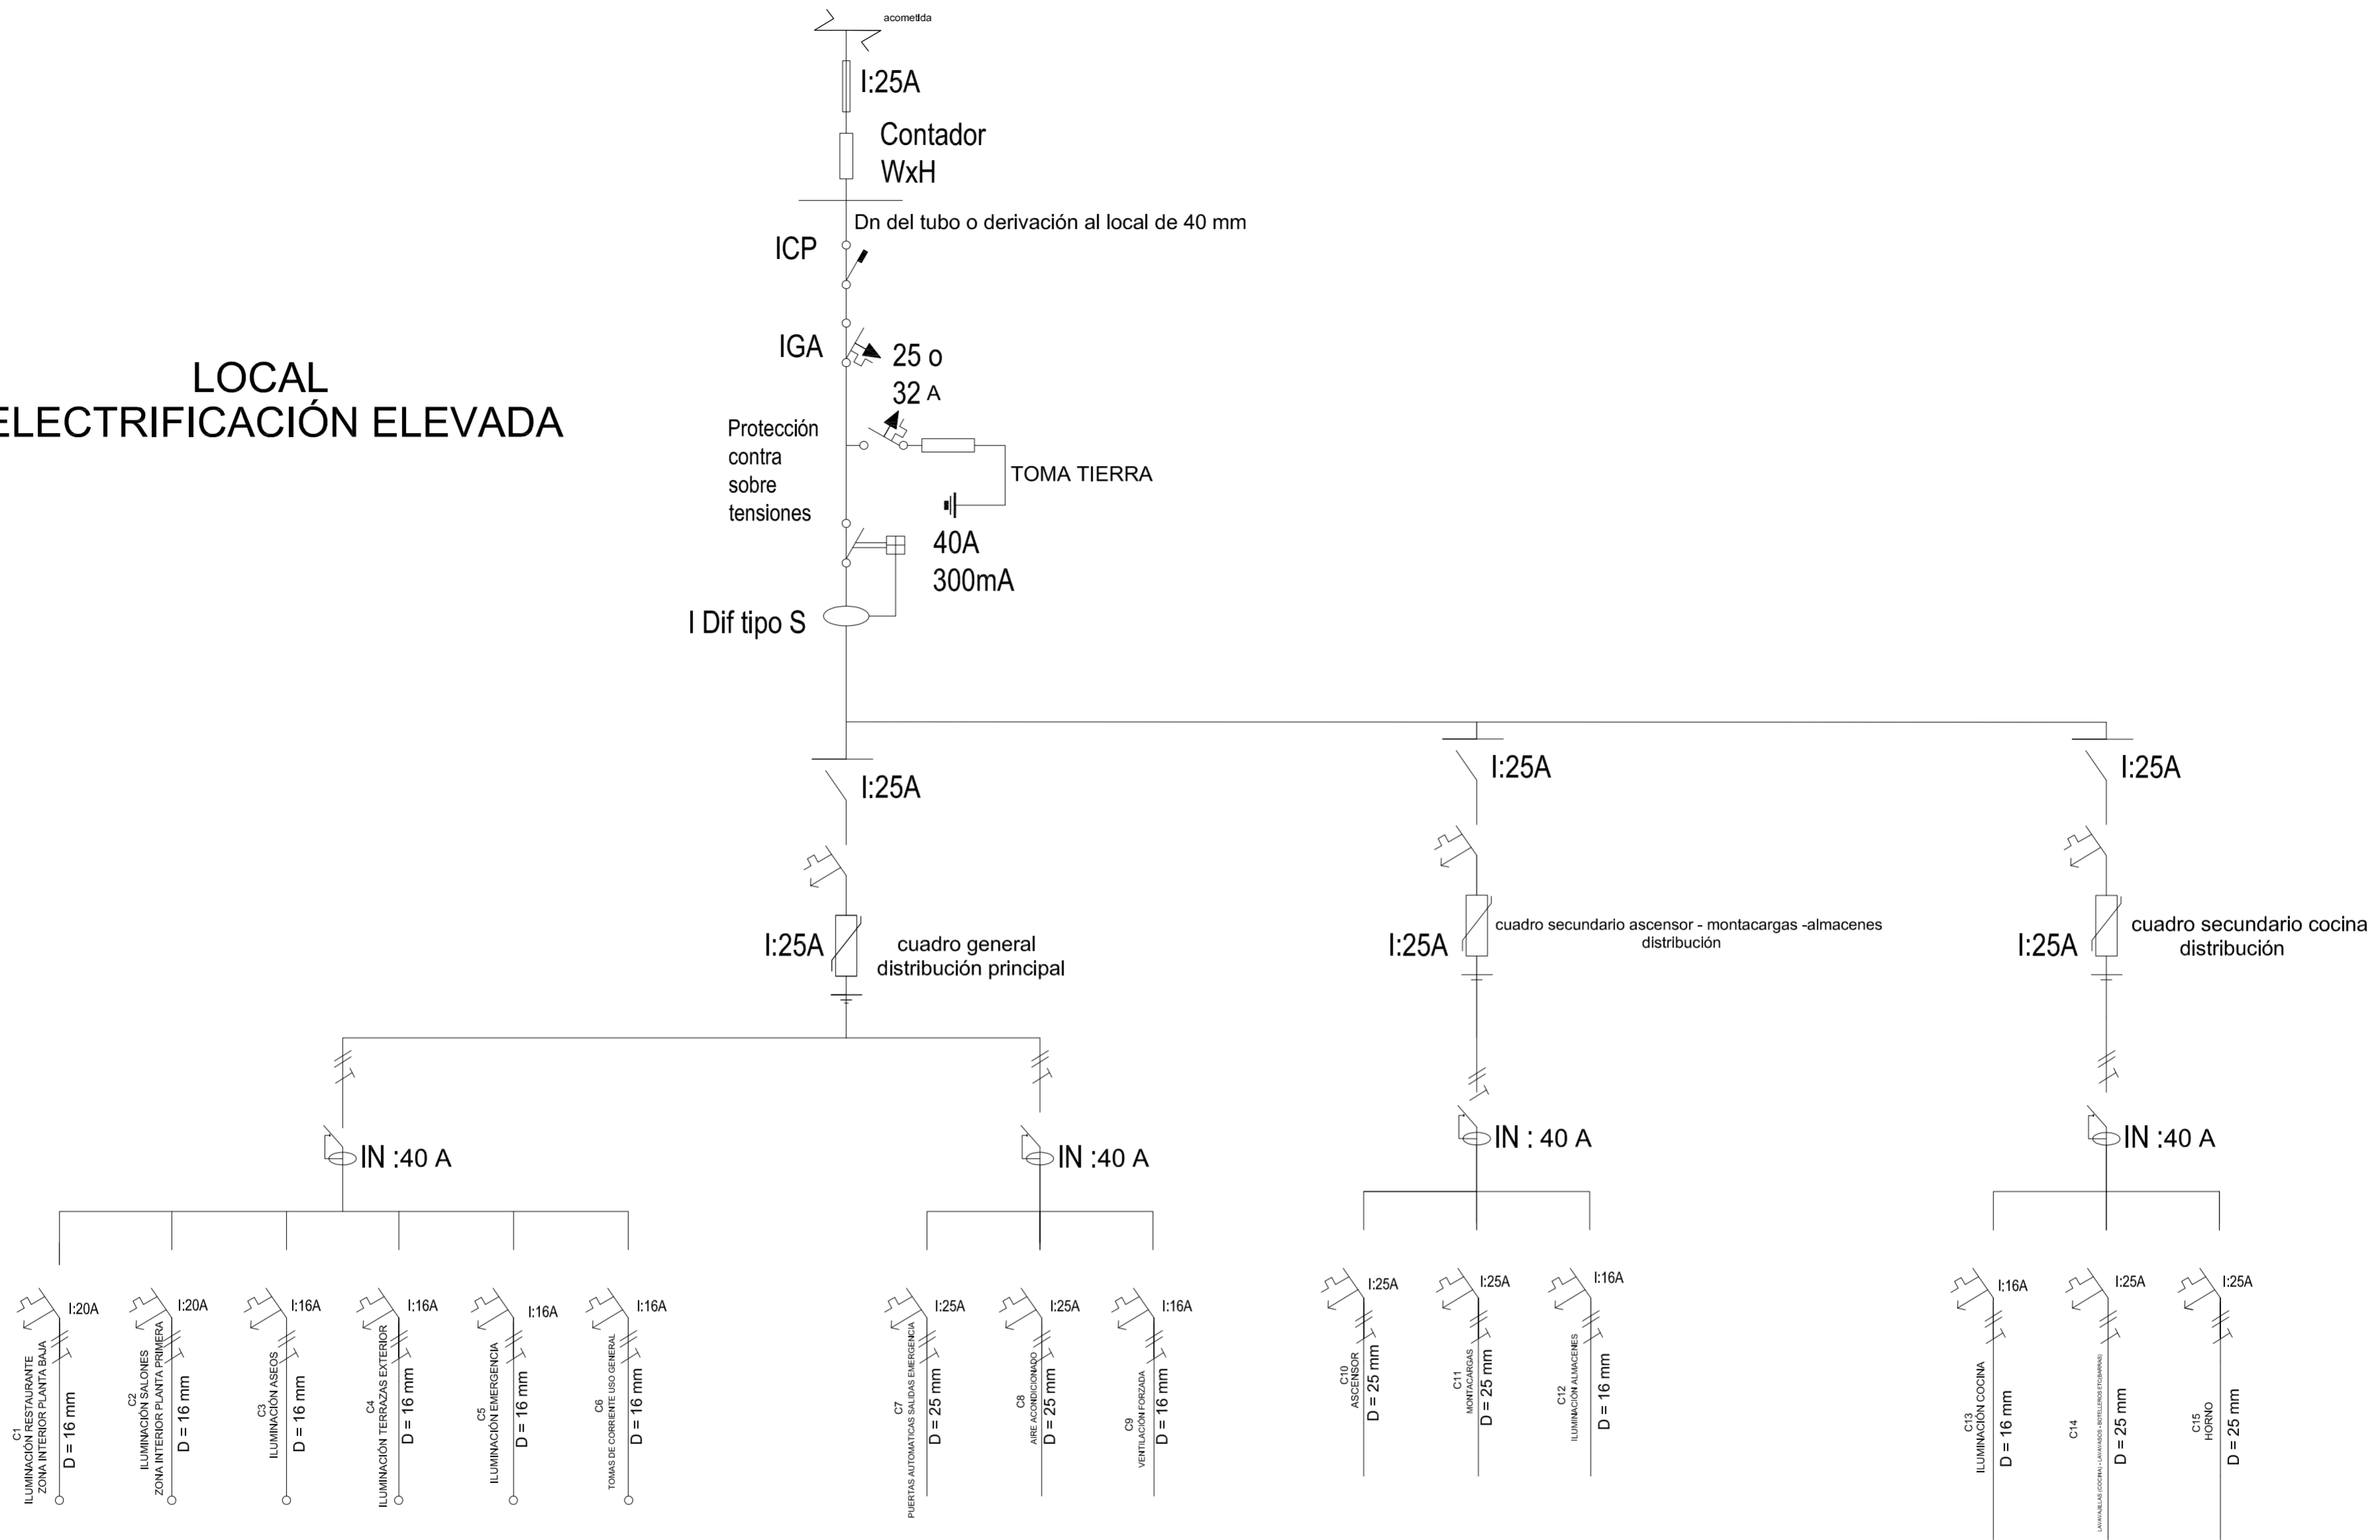 acometida
I:25A
Contador
WxH
Dn del tubo o derivación al local de 40 mm
ICP
IGA
25 o
32 A
LOCAL
ELECTRIFICACIÓN ELEVADA
Protección
contra
sobre
tensiones
TOMA TIERRA
40A
300mA
I Dif tipo S
I:25A
I:25A
I:25A
I:25A
cuadro general
distribución principal
I:25A
cuadro secundario ascensor - montacargas -almacenes
distribución
I:25A
cuadro secundario cocina
distribución
IN :40 A
IN :40 A
IN : 40 A
IN :40 A
I:20A
C1
ILUMINACIÓN RESTAURANTE
ZONA INTERIOR PLANTA BAJA
D = 16 mm
I:20A
C2
ILUMINACIÓN SALONES
ZONA INTERIOR PLANTA PRIMERA
D = 16 mm
I:16A
C3
ILUMINACIÓN ASEOS
D = 16 mm
I:16A
C4
ILUMINACIÓN TERRAZAS EXTERIOR
D = 16 mm
I:16A
C5
ILUMINACIÓN EMERGENCIA
D = 16 mm
I:16A
C6
TOMAS DE CORRIENTE USO GENERAL
D = 16 mm
I:25A
C7
PUERTAS AUTOMATICAS SALIDAS EMERGENCIA
D = 25 mm
I:25A
C8
AIRE ACONDICIONADO
D = 25 mm
I:16A
C9
VENTILACIÓN FORZADA
D = 16 mm
I:25A
C10
ASCENSOR
D = 25 mm
I:25A
C11
MONTACARGAS
D = 25 mm
I:16A
C12
ILUMINACIÓN ALMACENES
D = 16 mm
I:16A
C13
ILUMINACIÓN COCINA
D = 16 mm
I:25A
C14
LAVAVAJILLAS (COCINA) - LAVAVASOS - BOTELLEROS ETC(BARRAS)
D = 25 mm
I:25A
C15
HORNO
D = 25 mm